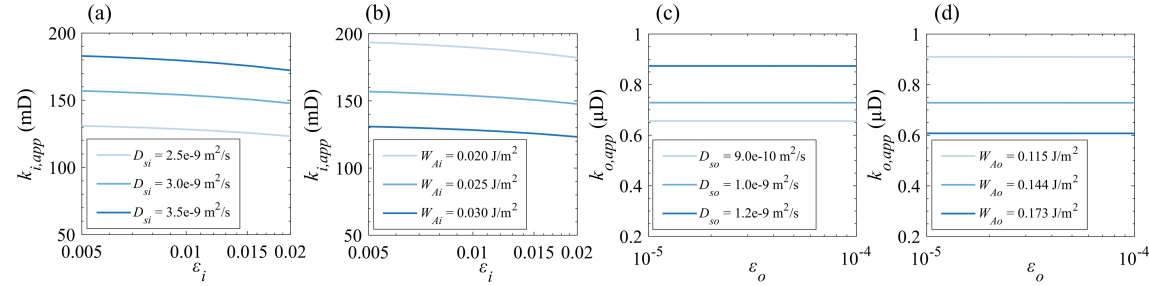 (a)
200
150
100
50
k_{i,app} (mD)
D_{si} = 2.5e-9 m^2/s
D_{si} = 3.0e-9 m^2/s
D_{si} = 3.5e-9 m^2/s
0.005 0.01 0.015 0.02
ε_i
(b)
200
150
100
50
k_{i,app} (mD)
W_{Ai} = 0.020 J/m^2
W_{Ai} = 0.025 J/m^2
W_{Ai} = 0.030 J/m^2
0.005 0.01 0.015 0.02
ε_i
(c)
1
0.8
0.6
0.4
0.2
k_{o,app} (μD)
D_{so} = 9.0e-10 m^2/s
D_{so} = 1.0e-9 m^2/s
D_{so} = 1.2e-9 m^2/s
10^{-5} 10^{-4}
ε_o
(d)
1
0.8
0.6
0.4
0.2
k_{o,app} (μD)
W_{Ao} = 0.115 J/m^2
W_{Ao} = 0.144 J/m^2
W_{Ao} = 0.173 J/m^2
10^{-5} 10^{-4}
ε_o